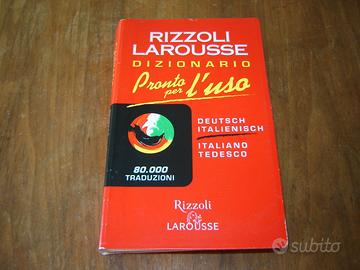 RIZZOLI
LAROUSSE
DIZIONARIO
Pronto
per l'uso
DEUTSCH
ITALIENISCH
ITALIANO
TEDESCO
80.000
TRADUZIONI
Rizzoli
LAROUSSE
subito